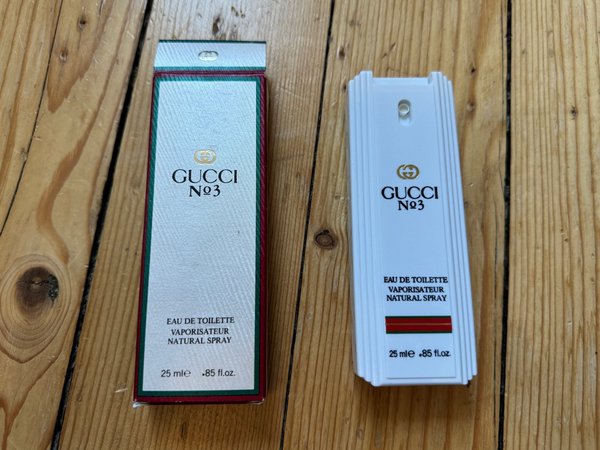 GUCCI
No3
EAU DE TOILETTE
VAPORISATEUR
NATURAL SPRAY
25 ml℮ .85 fl.oz.
GUCCI
No3
EAU DE TOILETTE
VAPORISATEUR
NATURAL SPRAY
25 ml℮ .85 fl.oz.